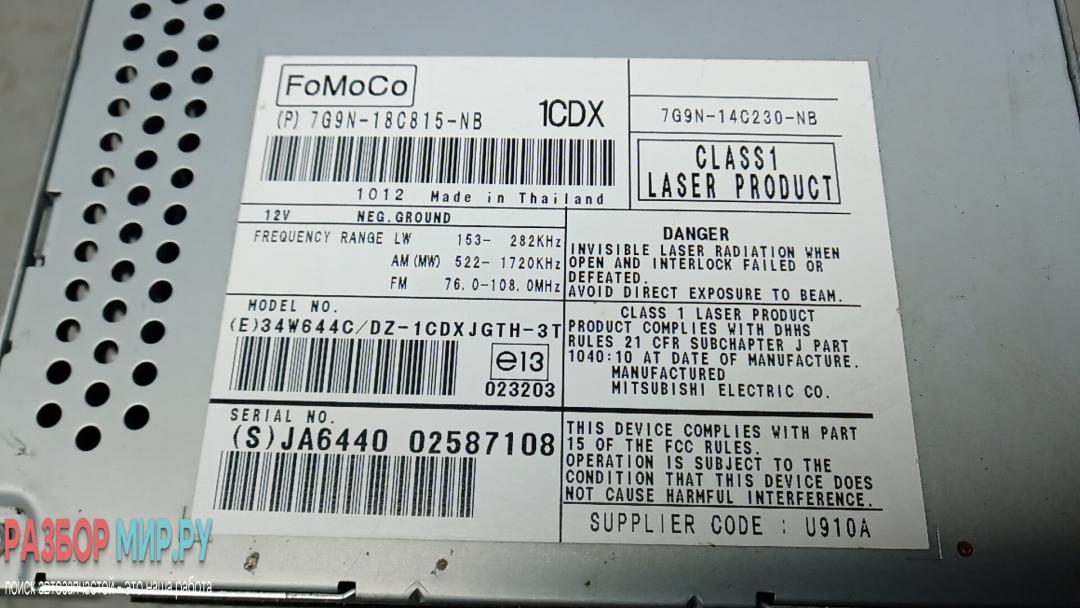 FoMoCo
(P) 7G9N-18C815-NB
1CDX
1012 Made in Thailand
7G9N-14C230-NB
CLASS1
LASER PRODUCT
12V NEG.GROUND
FREQUENCY RANGE LW 153- 282KHz
AM(MW) 522- 1720KHz
FM 76.0-108.0MHz
DANGER
INVISIBLE LASER RADIATION WHEN
OPEN AND INTERLOCK FAILED OR
DEFEATED.
AVOID DIRECT EXPOSURE TO BEAM.
MODEL NO.
(E)34W644C/DZ-1CDXJGTH-3T
e13
023203
CLASS 1 LASER PRODUCT
PRODUCT COMPLIES WITH DHHS
RULES 21 CFR SUBCHAPTER J PART
1040:10 AT DATE OF MANUFACTURE.
MANUFACTURED
MITSUBISHI ELECTRIC CO.
SERIAL NO.
(S)JA6440 02587108
THIS DEVICE COMPLIES WITH PART
15 OF THE FCC RULES.
OPERATION IS SUBJECT TO THE
CONDITION THAT THIS DEVICE DOES
NOT CAUSE HARMFUL INTERFERENCE.
SUPPLIER CODE : U910A
РАЗБОР МИР.РУ
поиск автозапчастей - это наша работа